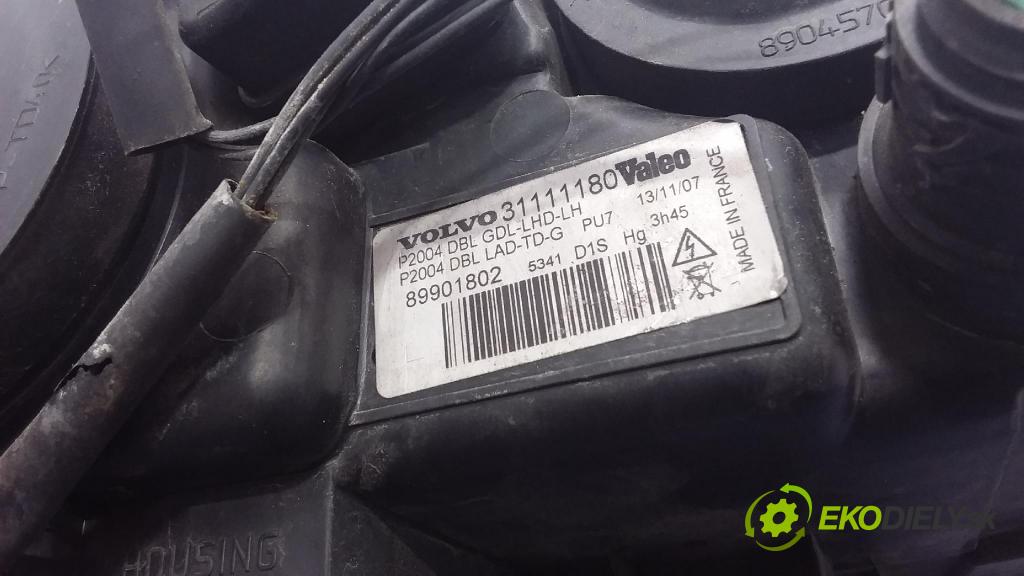 8904570
VOLVO 31111180 Valeo
P2004 DBL GDL-LHD-LH 13/11/07
P2004 DBL LAD-TD-G PU7 3h45
89901802 5341 D1S Hg
MADE IN FRANCE
HOUSING
EKODIELY.SK